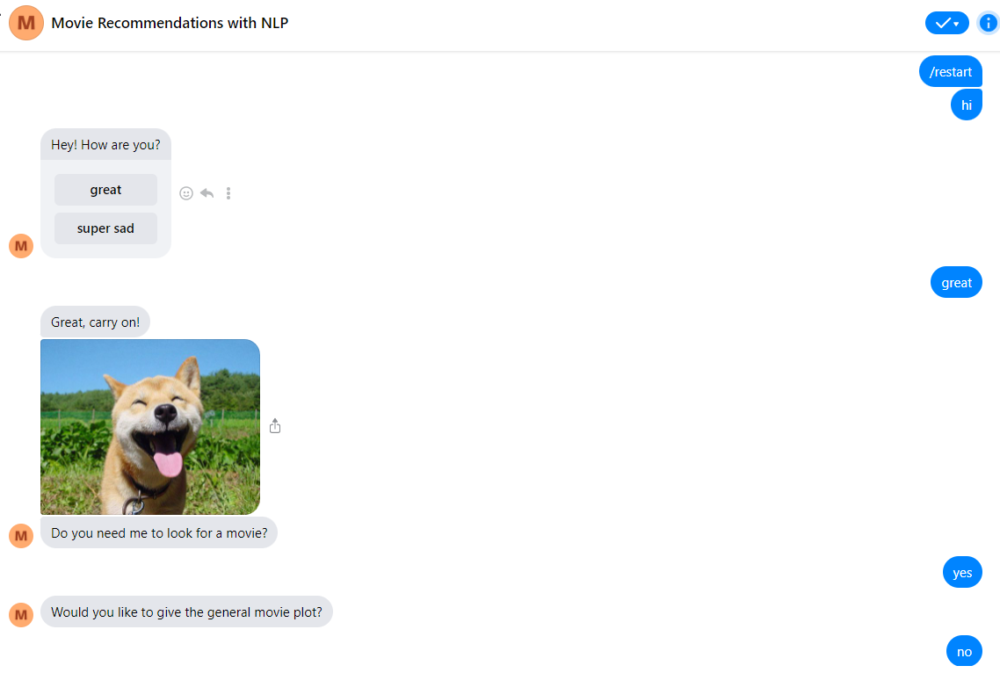 M Movie Recommendations with NLP
/restart
hi
Hey! How are you?
great
super sad
M
great
Great, carry on!
Do you need me to look for a movie?
M
yes
Would you like to give the general movie plot?
M
no